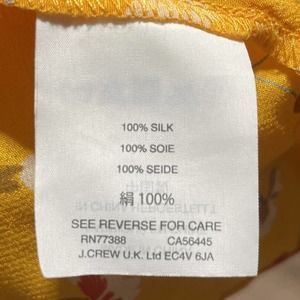 100% SILK
100% SOIE
100% SEIDE
絹 100%
SEE REVERSE FOR CARE
RN77388 CA56445
J.CREW U.K. Ltd EC4V 6JA